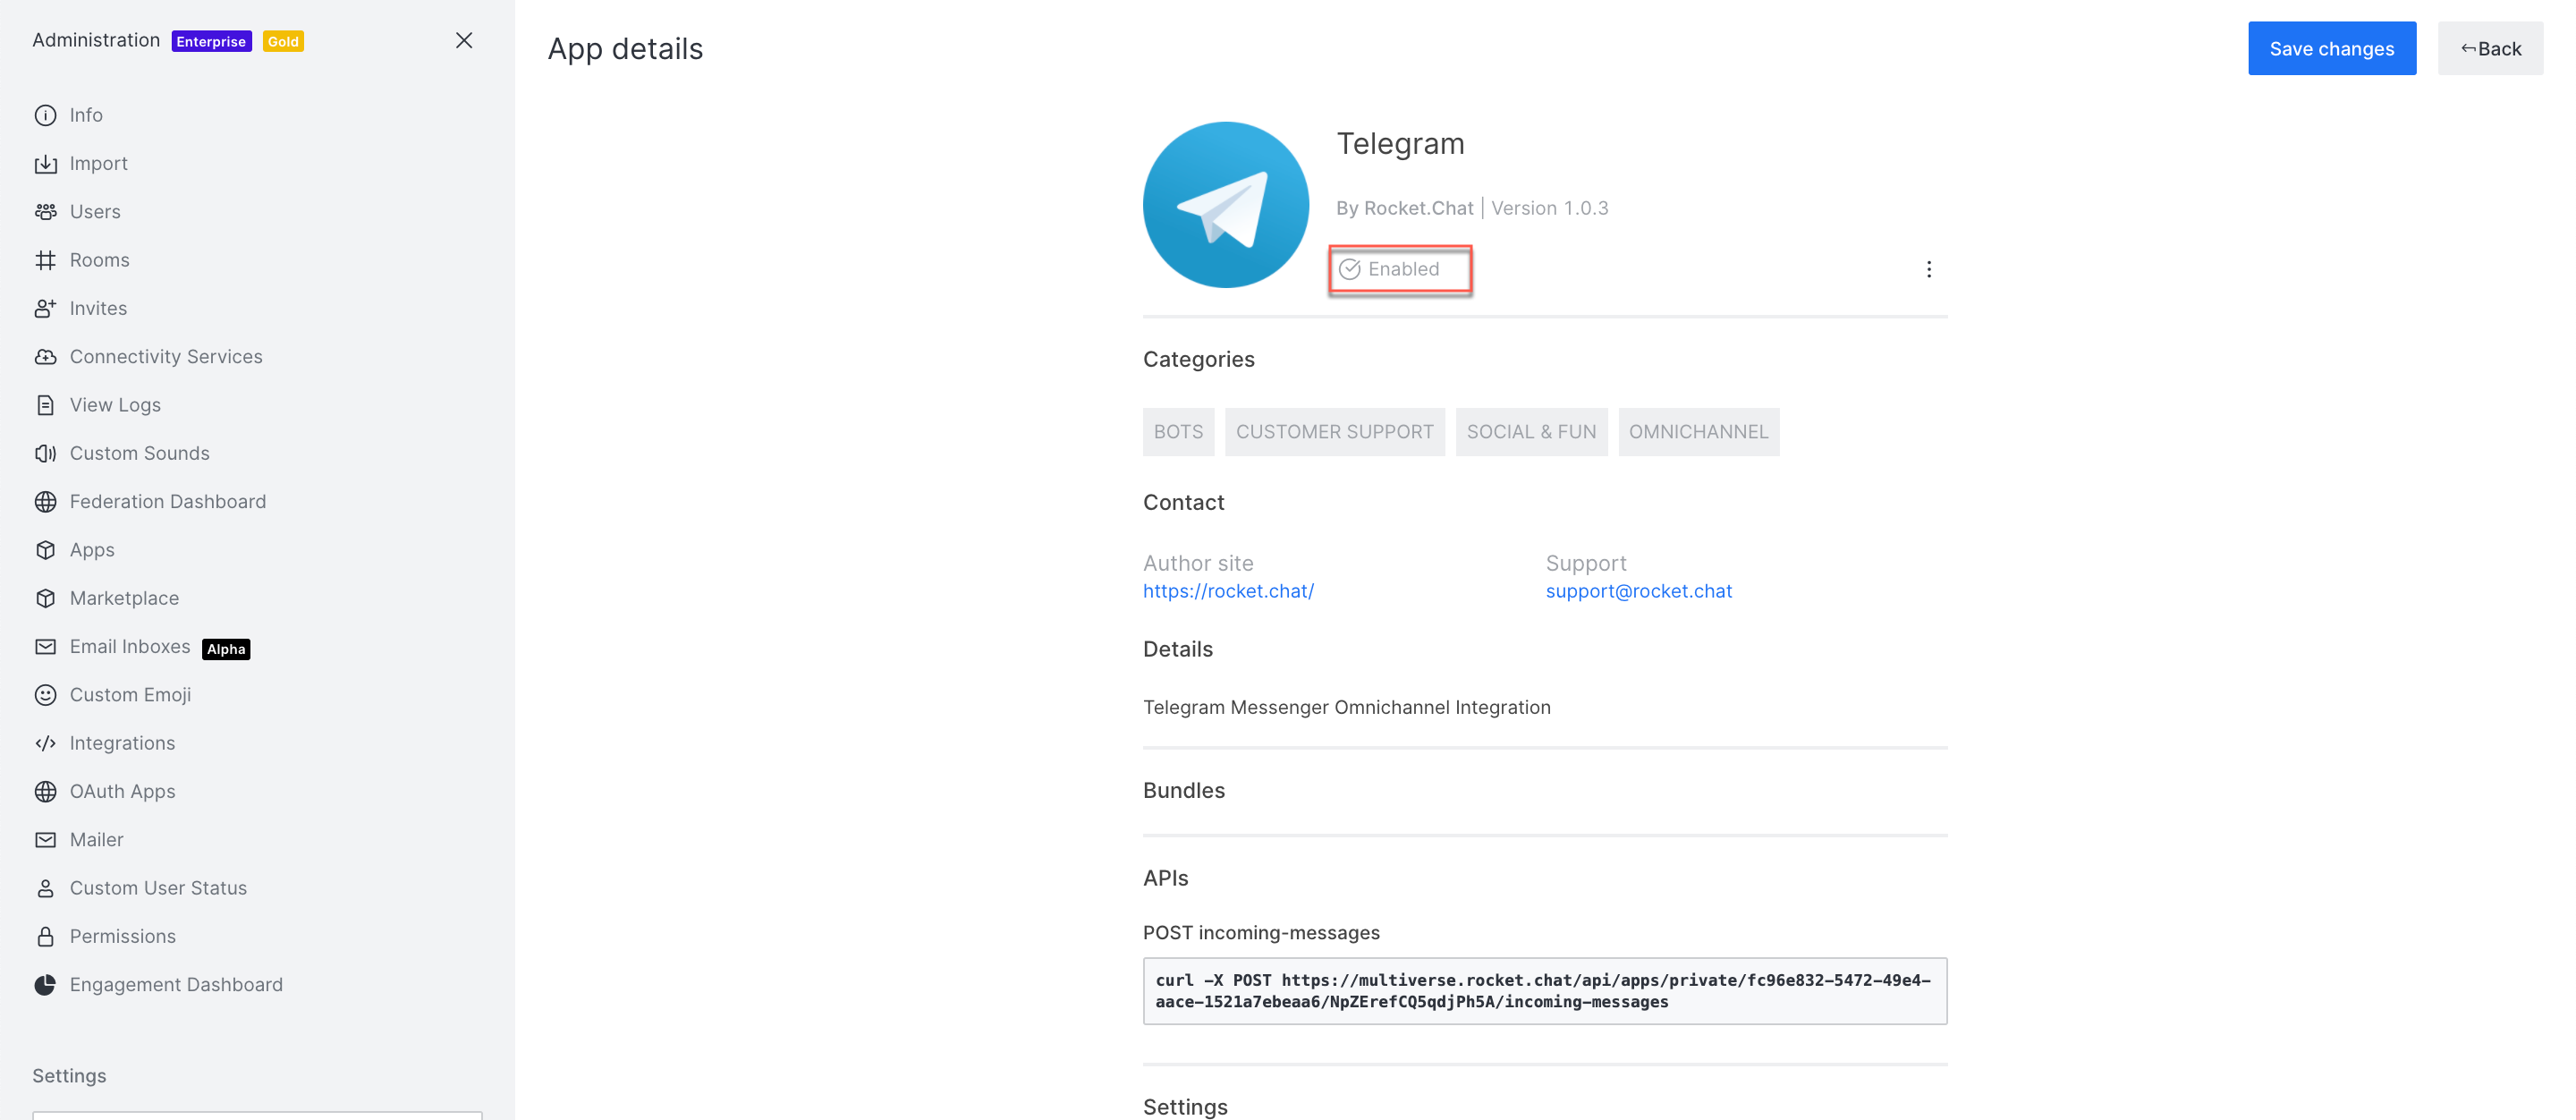 Administration Enterprise Gold
Info
Import
Users
Rooms
Invites
Connectivity Services
View Logs
Custom Sounds
Federation Dashboard
Apps
Marketplace
Email Inboxes Alpha
Custom Emoji
Integrations
OAuth Apps
Mailer
Custom User Status
Permissions
Engagement Dashboard
Settings
App details
Save changes
Back
Telegram
By Rocket.Chat | Version 1.0.3
Enabled
Categories
BOTS CUSTOMER SUPPORT SOCIAL & FUN OMNICHANNEL
Contact
Author site Support
https://rocket.chat/ support@rocket.chat
Details
Telegram Messenger Omnichannel Integration
Bundles
APIs
POST incoming-messages
curl -X POST https://multiverse.rocket.chat/api/apps/private/fc96e832-5472-49e4-
aace-1521a7ebeaa6/NpZErefCQ5qdjPh5A/incoming-messages
Settings